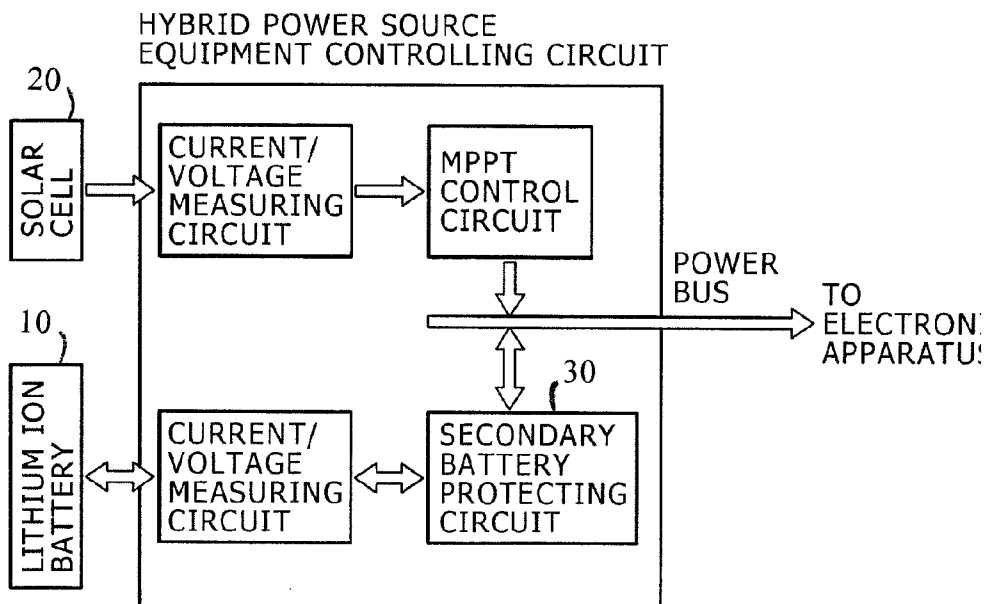 HYBRID POWER SOURCE
EQUIPMENT CONTROLLING CIRCUIT
20
SOLAR
CELL
CURRENT/
VOLTAGE
MEASURING
CIRCUIT
MPPT
CONTROL
CIRCUIT
POWER
BUS
TO
ELECTRONI
APPARATUS
10
LITHIUM ION
BATTERY
CURRENT/
VOLTAGE
MEASURING
CIRCUIT
30
SECONDARY
BATTERY
PROTECTING
CIRCUIT